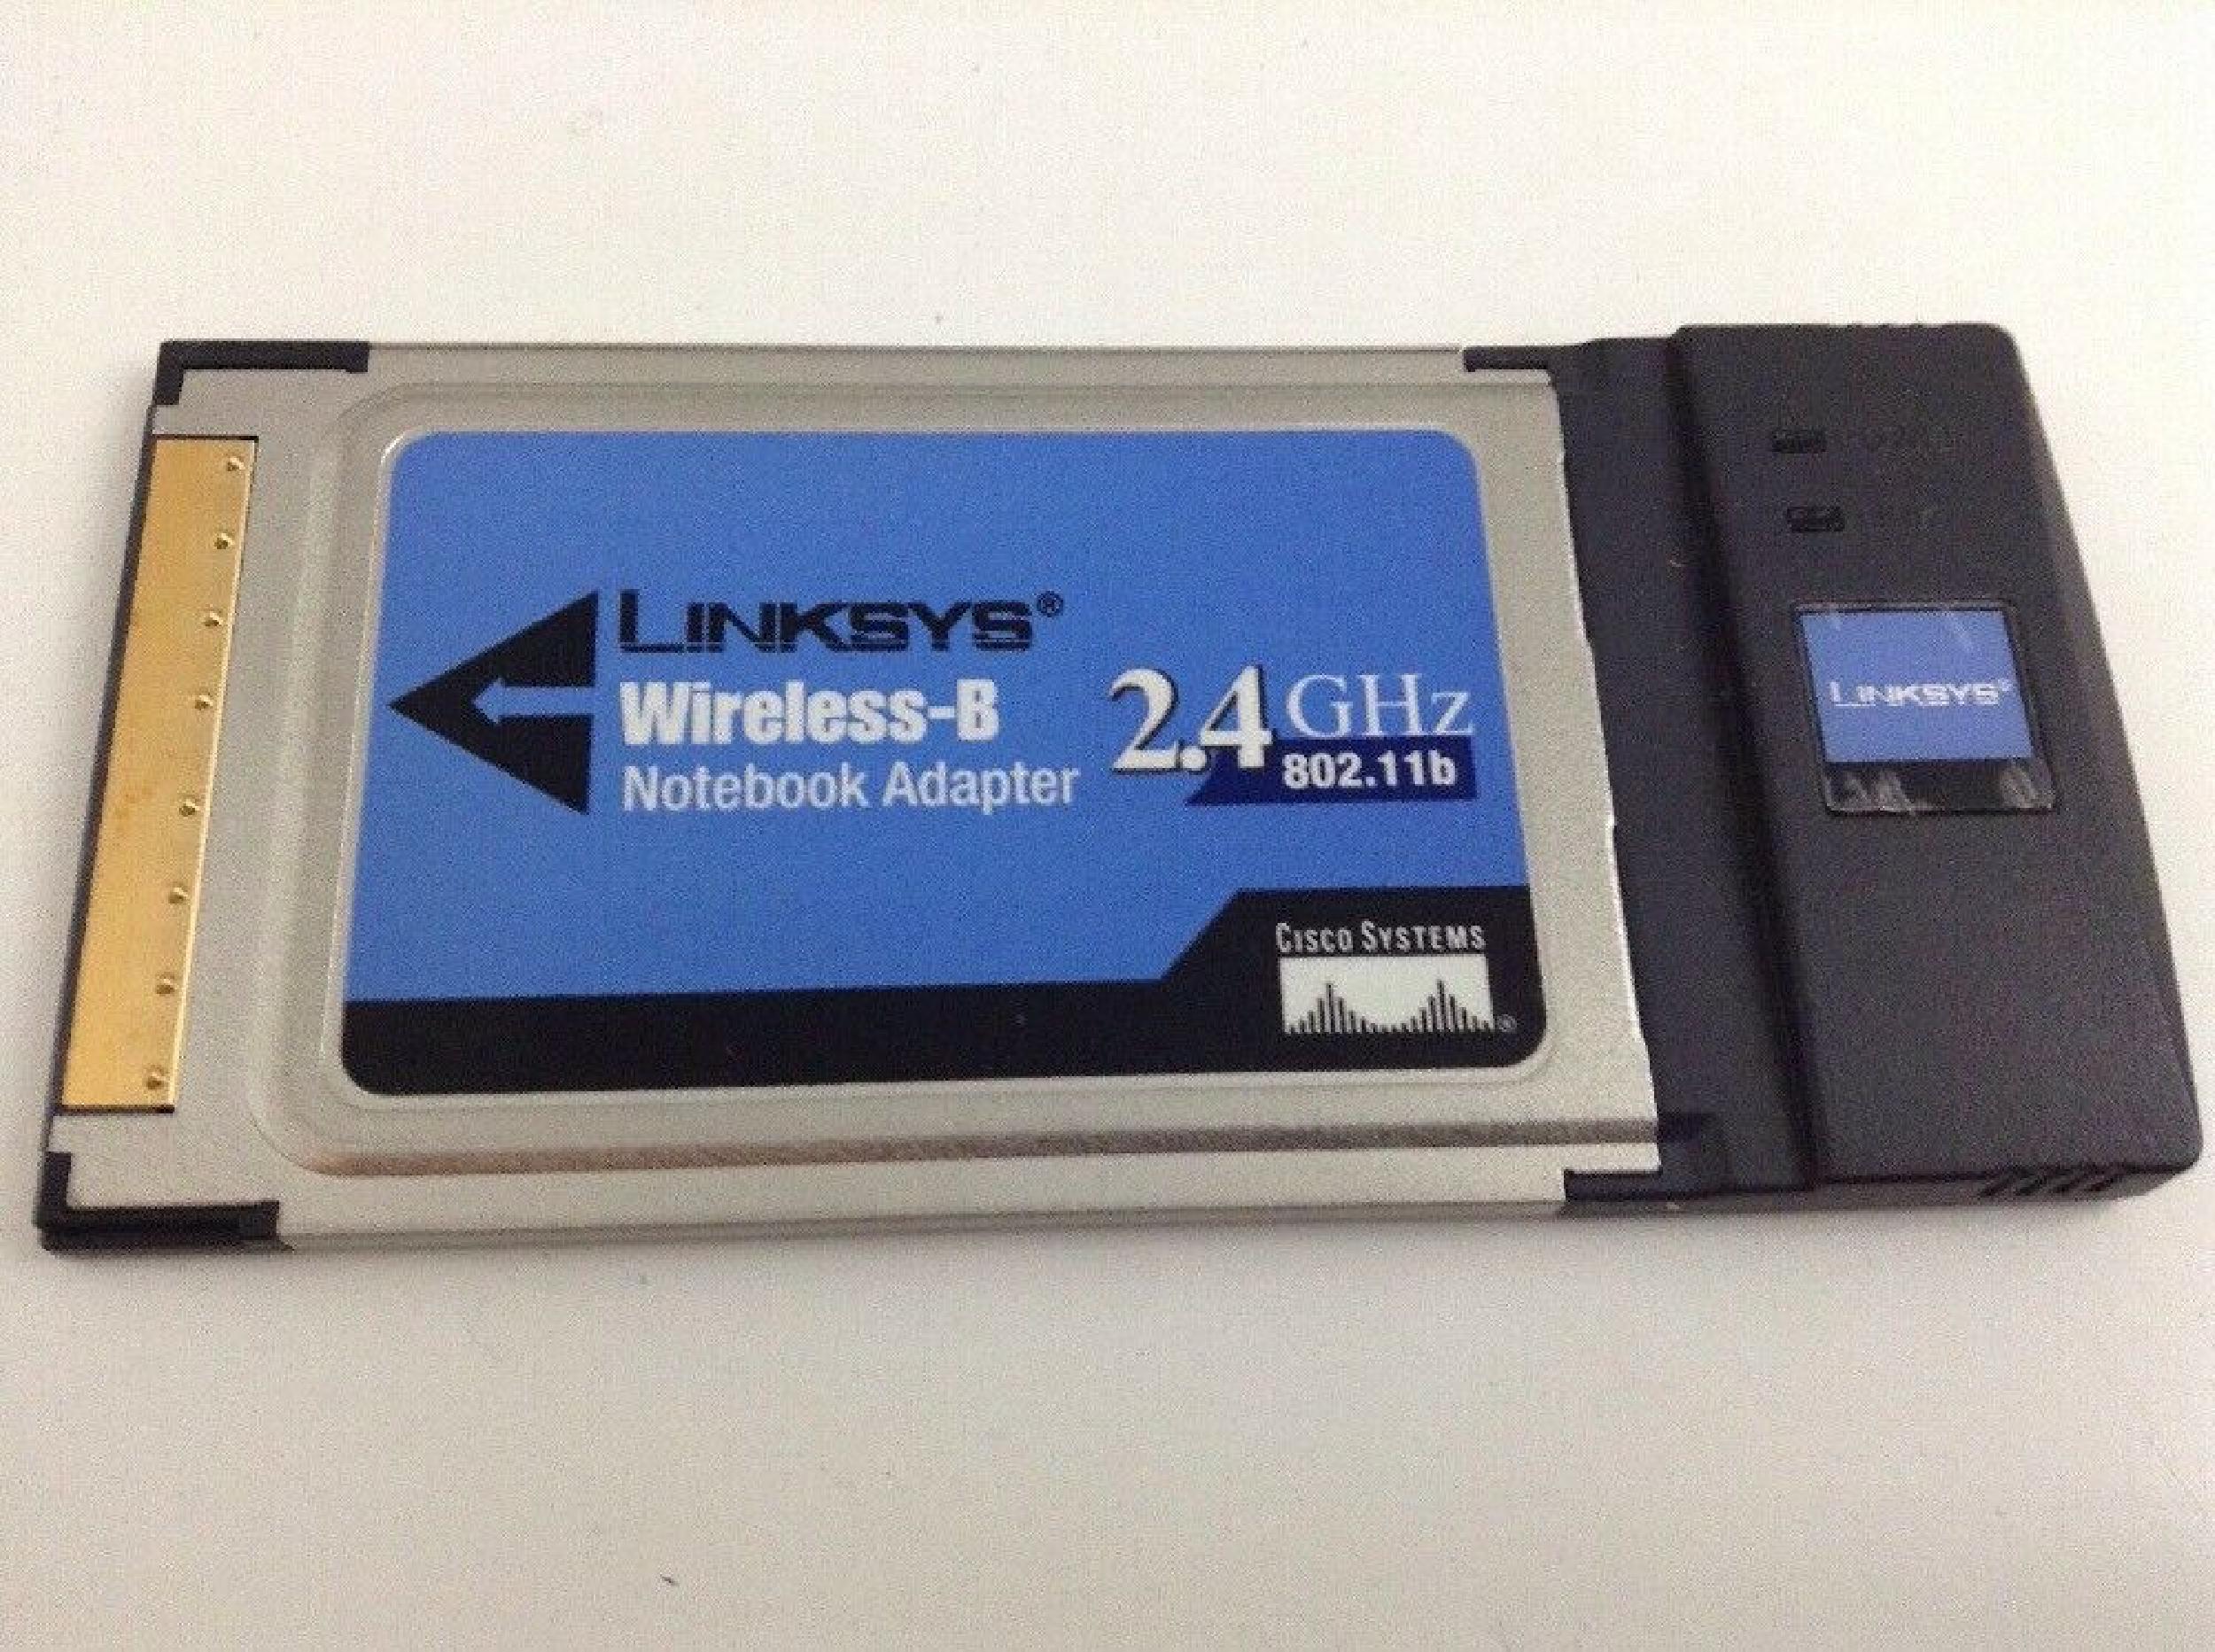 LINKSYS®
Wireless-B
Notebook Adapter
2.4 GHz
802.11b
CISCO SYSTEMS
®
LINKSYS®